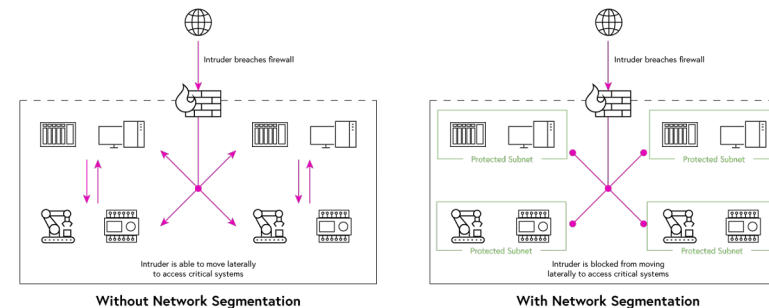 Intruder breaches firewall
Intruder is able to move laterally
to access critical systems
Without Network Segmentation
Intruder breaches firewall
Protected Subnet
Protected Subnet
Protected Subnet
Protected Subnet
Intruder is blocked from moving
laterally to access critical systems
With Network Segmentation